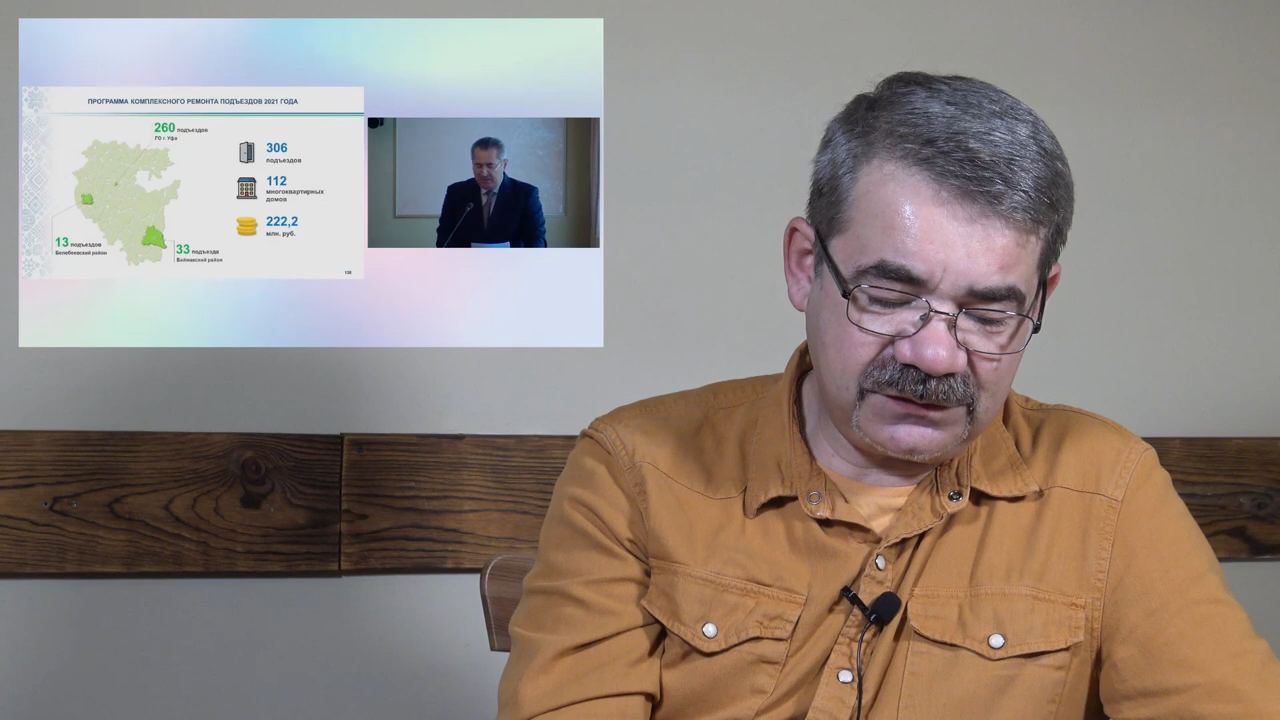 ПРОГРАММА КОМПЛЕКСНОГО РЕМОНТА ПОДЪЕЗДОВ 2021 ГОДА
260 подъездов
ГО г. Уфа
306
подъездов
112
многоквартирных
домов
222,2
млн. руб.
13 подъездов
Белебеевский район
33 подъезда
Баймакский район